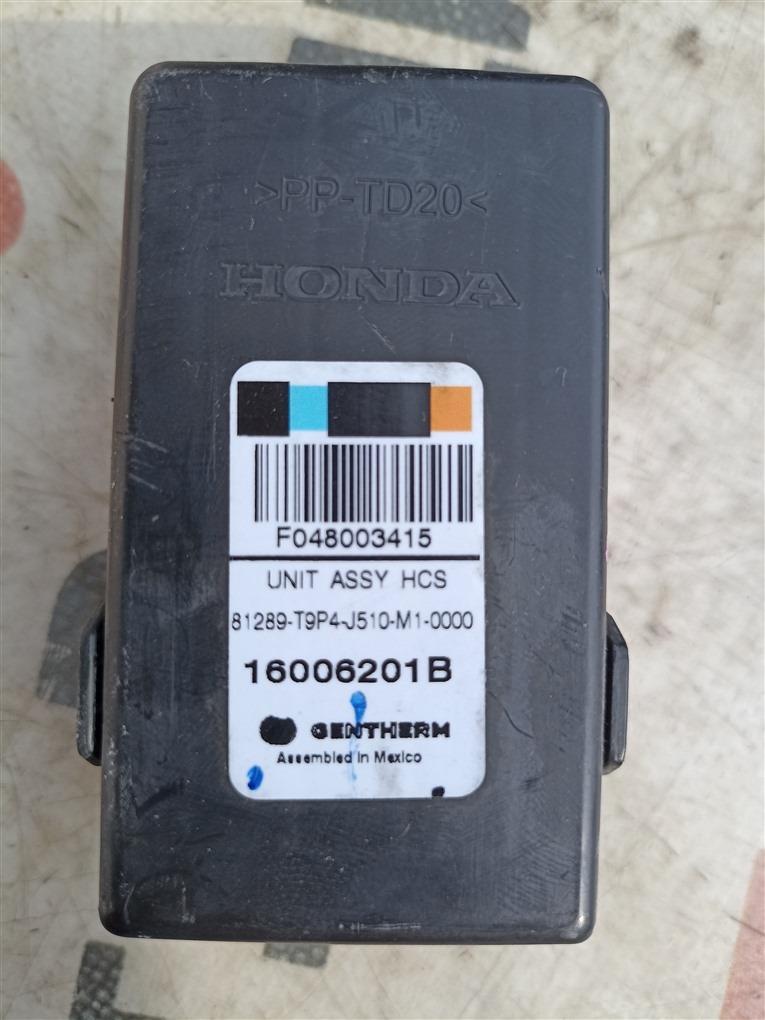 >PP-TD20<
HONDA
F048003415
UNIT ASSY HCS
81289-T9P4-J510-M1-0000
16006201B
GENTHERM
Assembled in Mexico